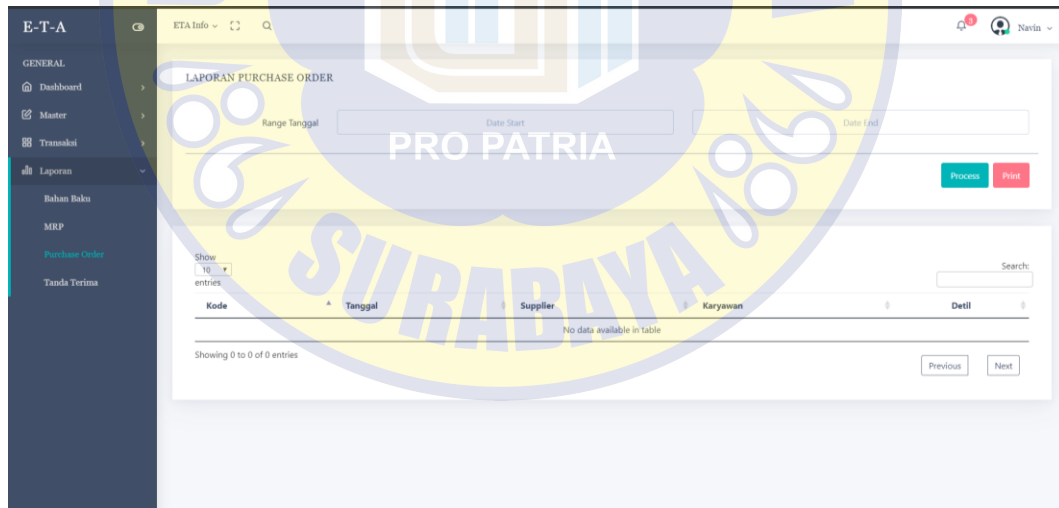 E-T-A
ETA Info
3
Navin
GENERAL
Dashboard
Master
Transaksi
Laporan
Bahan Baku
MRP
Purchase Order
Tanda Terima
LAPORAN PURCHASE ORDER
Range Tanggal
Date Start
Date End
PRO PATRIA
Process
Print
SURABAYA
Show
10
entries
Search:
Kode Tanggal Supplier Karyawan Detil
No data available in table
Showing 0 to 0 of 0 entries
Previous
Next